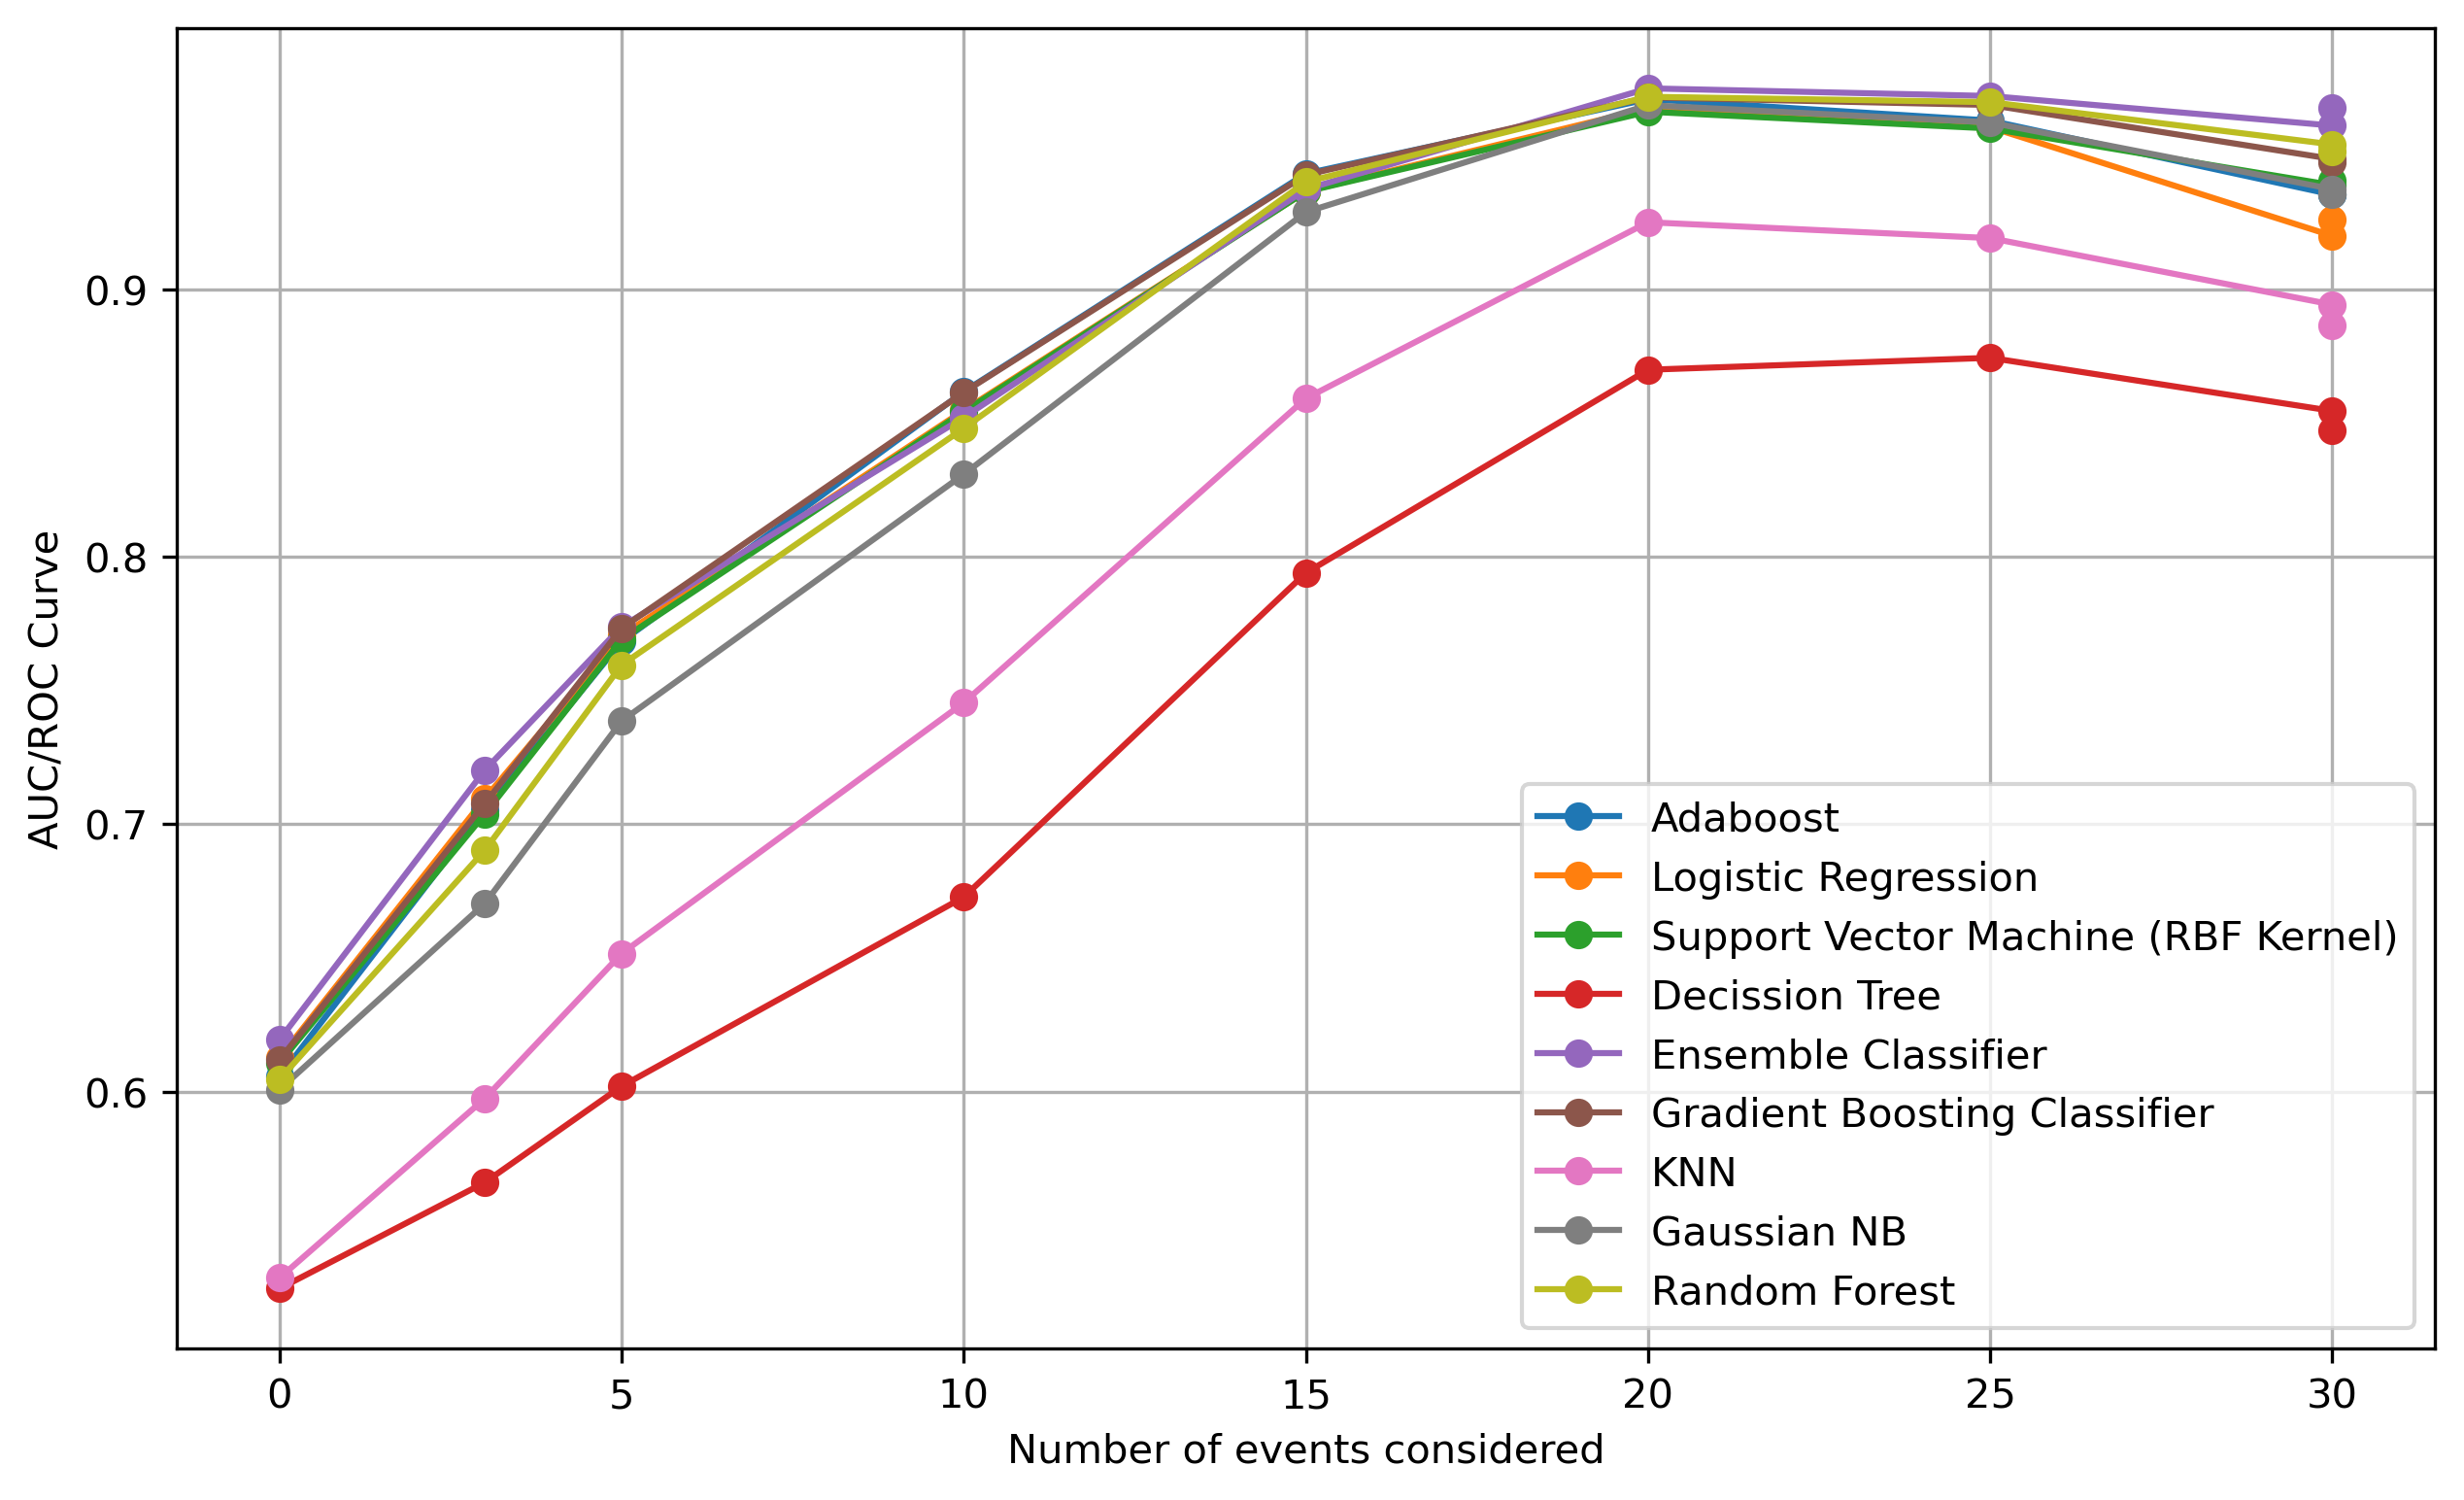 0.9
0.8
0.7
0.6
AUC/ROC Curve
0 5 10 15 20 25 30
Number of events considered
Adaboost
Logistic Regression
Support Vector Machine (RBF Kernel)
Decission Tree
Ensemble Classifier
Gradient Boosting Classifier
KNN
Gaussian NB
Random Forest